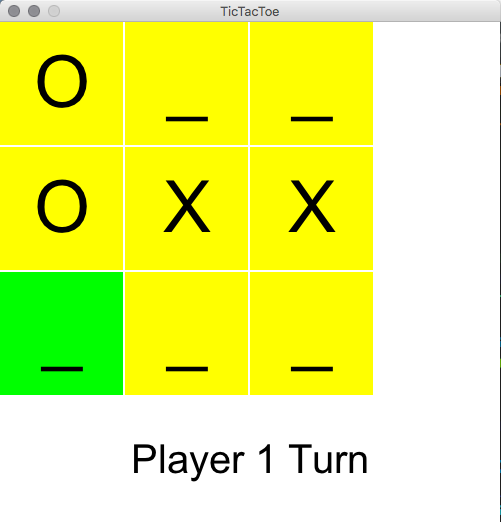 TicTacToe
O _ _
O X X
_ _ _
Player 1 Turn